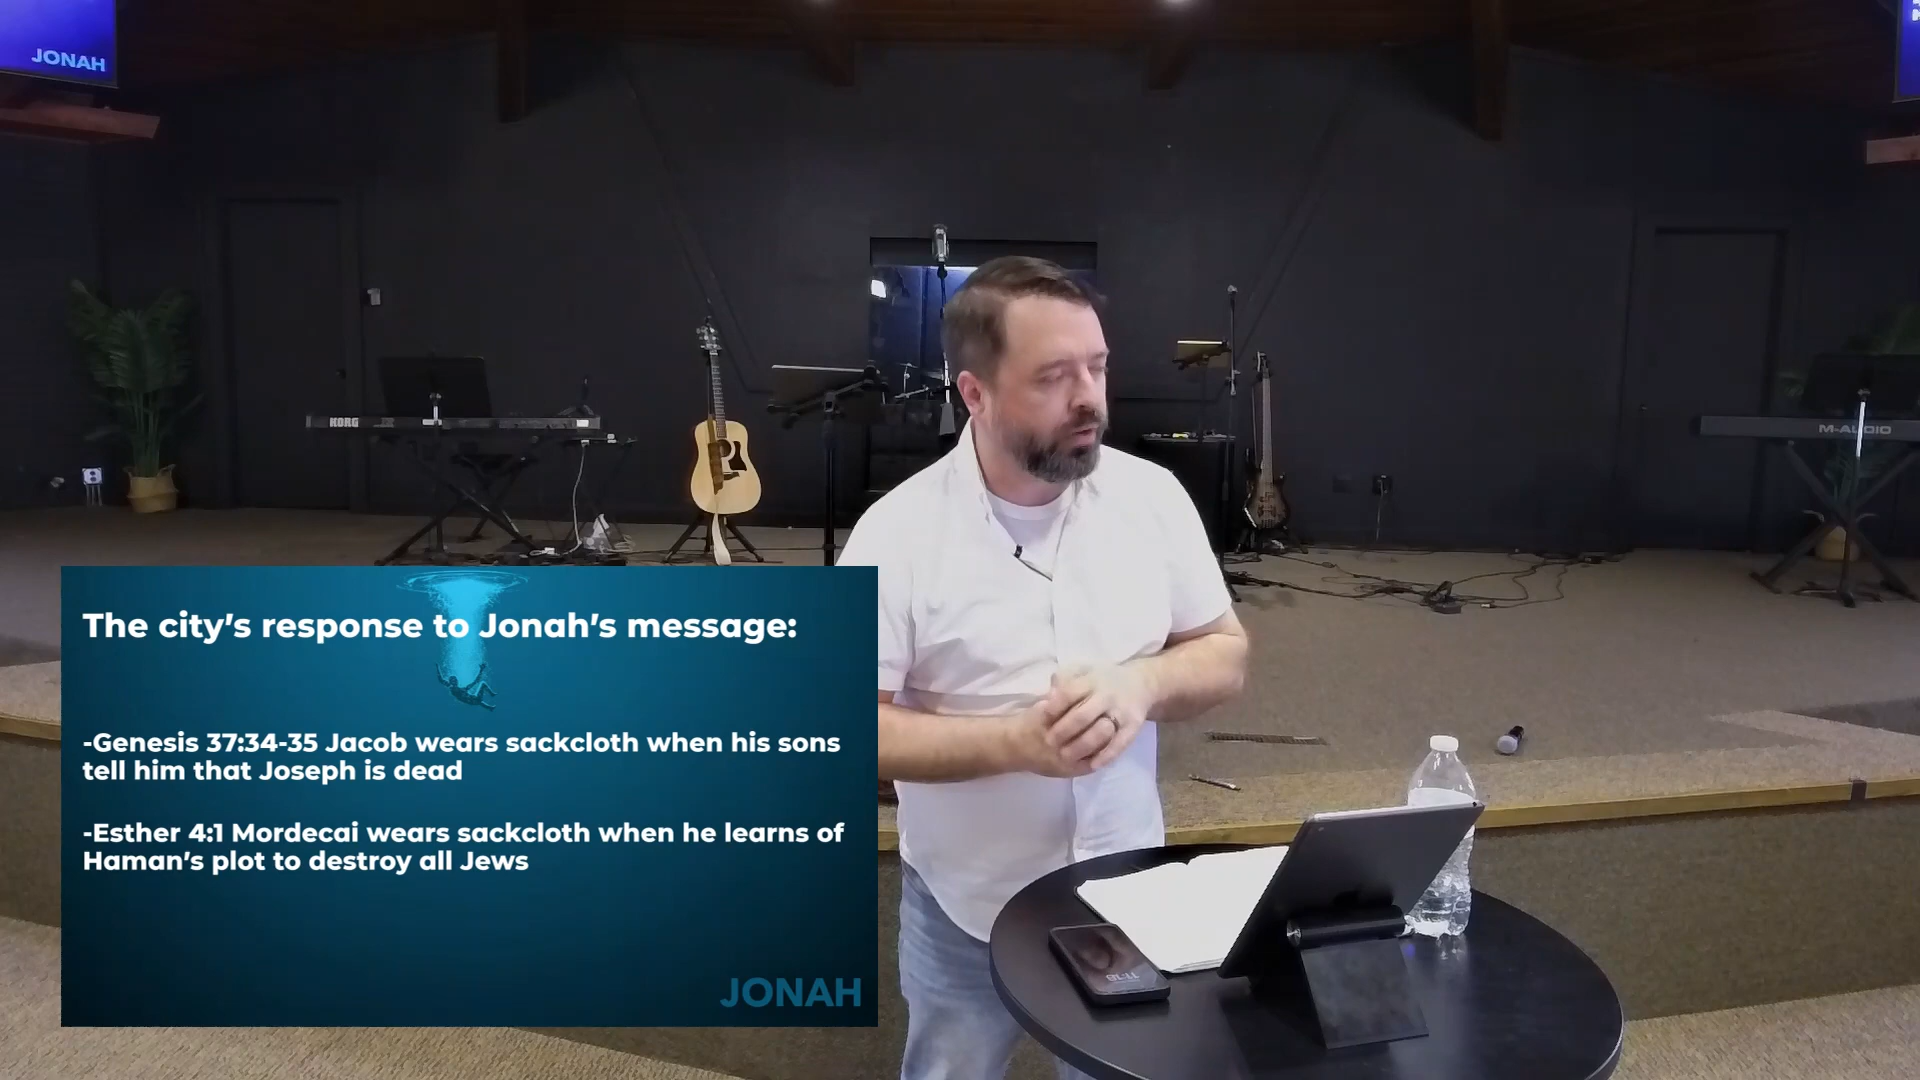 JONAH
KORG
M-AUDIO
The city's response to Jonah's message:
-Genesis 37:34-35 Jacob wears sackcloth when his sons
tell him that Joseph is dead
-Esther 4:1 Mordecai wears sackcloth when he learns of
Haman's plot to destroy all Jews
JONAH
11:18